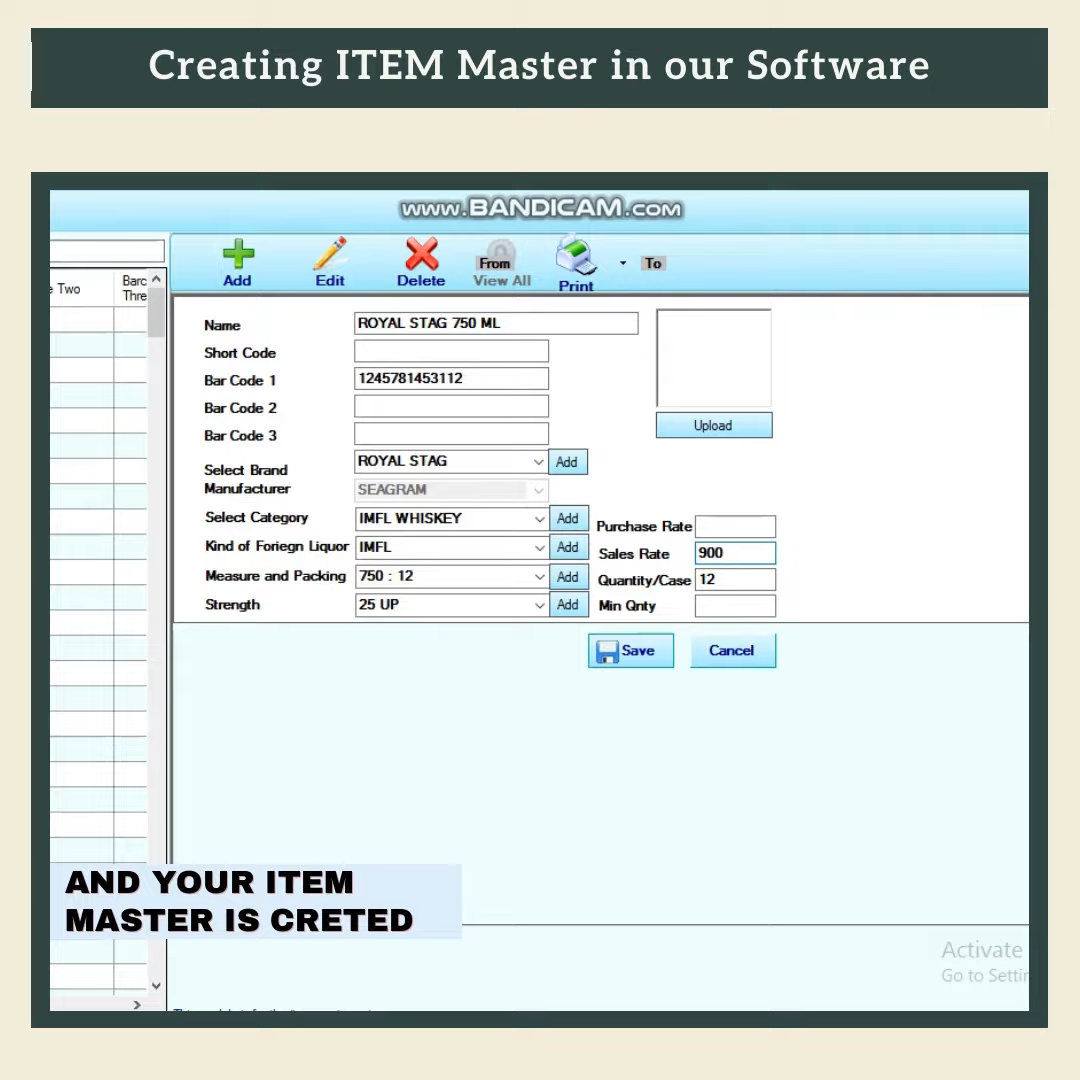 Creating ITEM Master in our Software
www.BANDICAM.com
Add Edit Delete From View All Print To
e Two Barc Thre
Name ROYAL STAG 750 ML
Short Code
Bar Code 1 1245781453112
Bar Code 2
Bar Code 3
Upload
Select Brand ROYAL STAG Add
Manufacturer SEAGRAM
Select Category IMFL WHISKEY Add Purchase Rate
Kind of Foriegn Liquor IMFL Add Sales Rate 900
Measure and Packing 750 : 12 Add Quantity/Case 12
Strength 25 UP Add Min Qnty
Save Cancel
AND YOUR ITEM
MASTER IS CRETED
Activate
Go to Settin